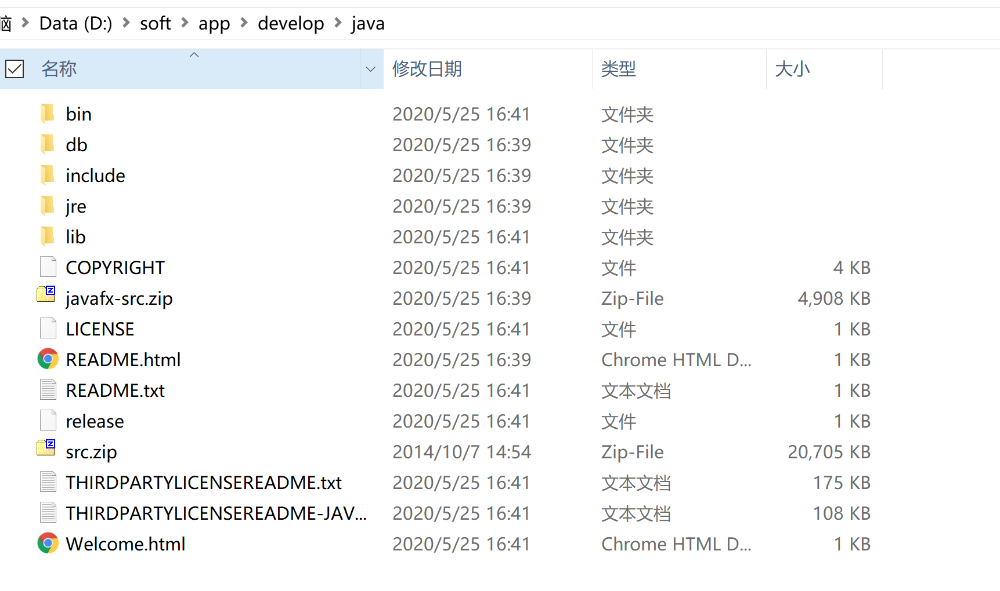 脑 > Data (D:) > soft > app > develop > java
名称 修改日期 类型 大小
bin 2020/5/25 16:41 文件夹
db 2020/5/25 16:39 文件夹
include 2020/5/25 16:39 文件夹
jre 2020/5/25 16:39 文件夹
lib 2020/5/25 16:41 文件夹
COPYRIGHT 2020/5/25 16:41 文件 4 KB
javafx-src.zip 2020/5/25 16:39 Zip-File 4,908 KB
LICENSE 2020/5/25 16:41 文件 1 KB
README.html 2020/5/25 16:39 Chrome HTML D... 1 KB
README.txt 2020/5/25 16:41 文本文档 1 KB
release 2020/5/25 16:41 文件 1 KB
src.zip 2014/10/7 14:54 Zip-File 20,705 KB
THIRDPARTYLICENSEREADME.txt 2020/5/25 16:41 文本文档 175 KB
THIRDPARTYLICENSEREADME-JAV... 2020/5/25 16:41 文本文档 108 KB
Welcome.html 2020/5/25 16:41 Chrome HTML D... 1 KB